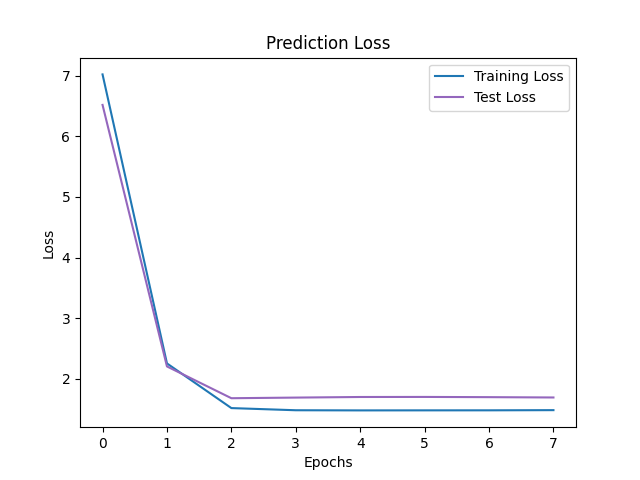 Prediction Loss
Training Loss
Test Loss
7
6
5
4
3
2
Loss
0 1 2 3 4 5 6 7
Epochs